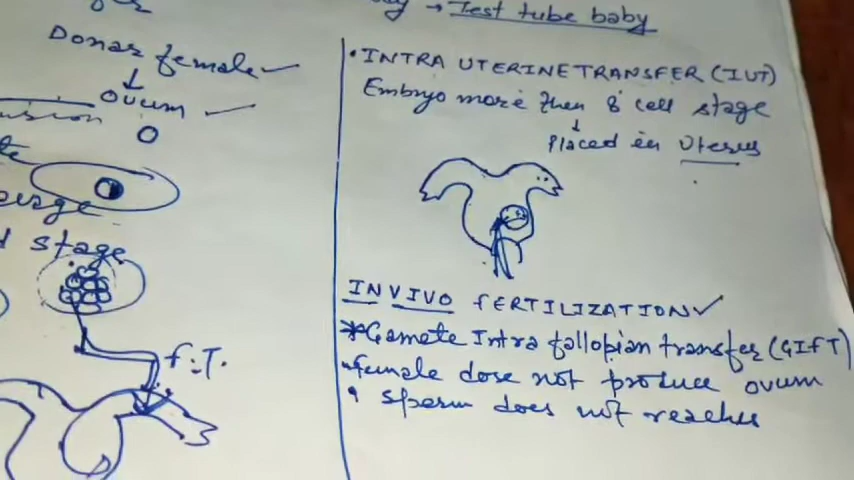 → Test tube baby
Donar female
↓
ovum
stage
f.T.
• INTRA UTERINE TRANSFER (IUT)
Embryo more then 8 cell stage
↓
Placed in Uterus
INVIVO FERTILIZATION ✓
*Gamete Intra fallopian transfer (GIFT)
• female dose not produce ovum
• sperm does not reaches